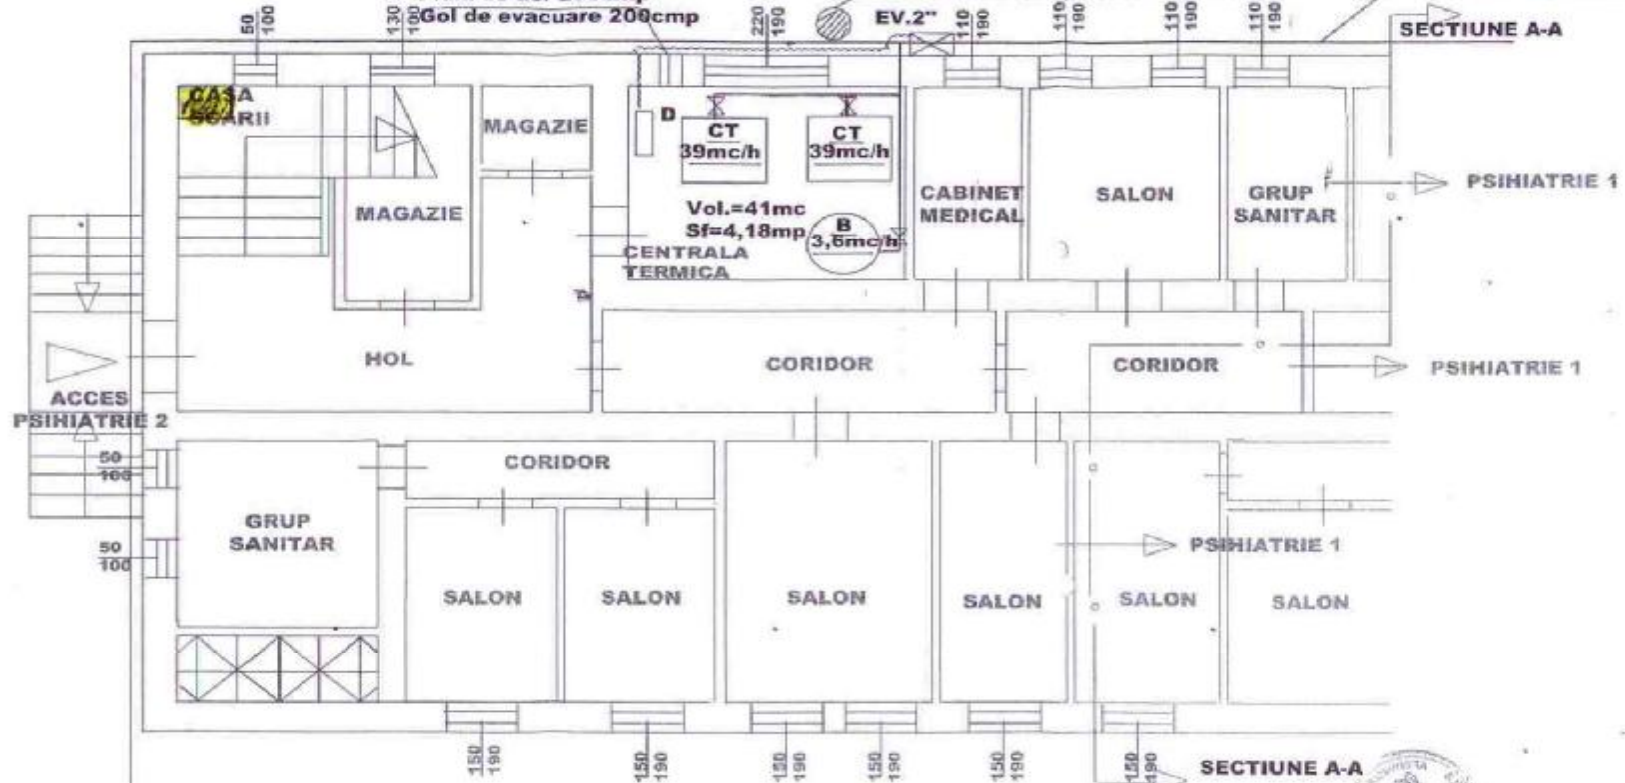 Gol de evacuare 200cmp
EV.2"
SECTIUNE A-A
50
100
130
100
220
190
110
190
110
190
110
190
110
190
CASA
SCARII
MAGAZIE
D
CT
39mc/h
CT
39mc/h
MAGAZIE
Vol.=41mc
Sf=4,18mp
B
3,6mc/h
CENTRALA
TERMICA
CABINET
MEDICAL
SALON
GRUP
SANITAR
PSIHIATRIE 1
HOL
CORIDOR
CORIDOR
PSIHIATRIE 1
ACCES
PSIHIATRIE 2
50
100
CORIDOR
GRUP
SANITAR
50
100
PSIHIATRIE 1
SALON
SALON
SALON
SALON
SALON
SALON
150
190
150
190
150
190
150
190
150
190
150
190
SECTIUNE A-A